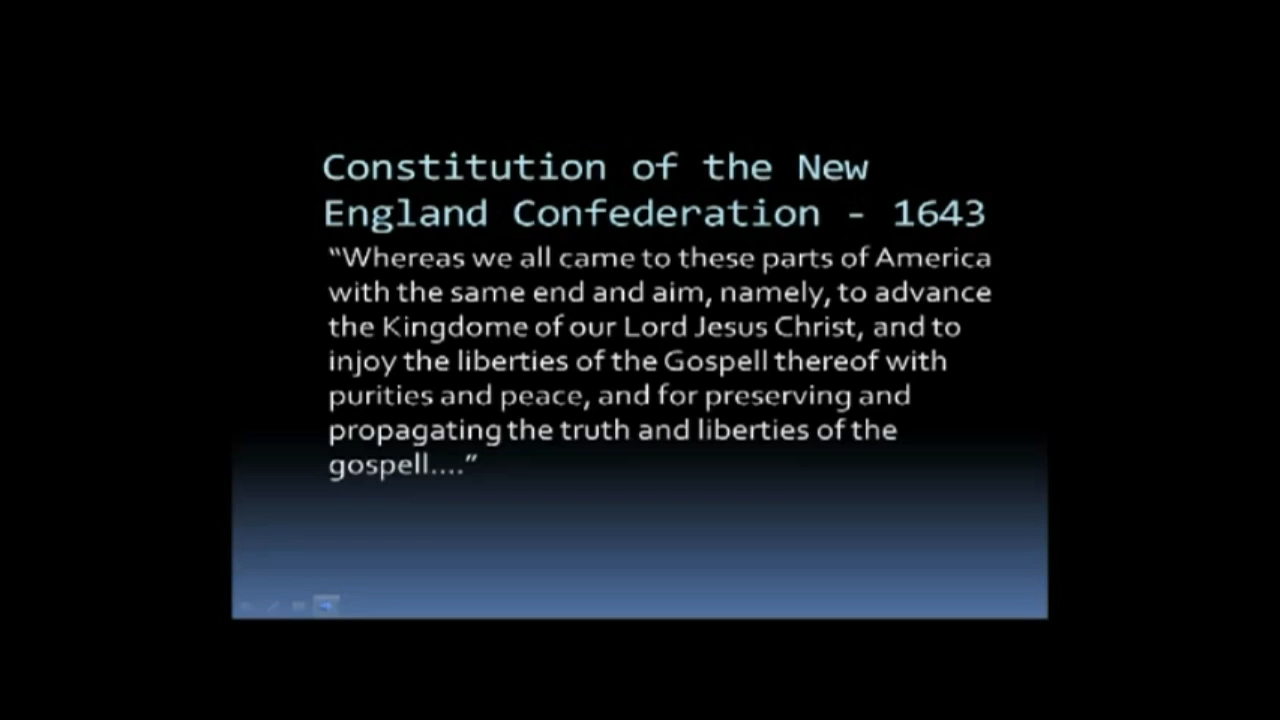 Constitution of the New
England Confederation - 1643
“Whereas we all came to these parts of America
with the same end and aim, namely, to advance
the Kingdome of our Lord Jesus Christ, and to
injoy the liberties of the Gospell thereof with
purities and peace, and for preserving and
propagating the truth and liberties of the
gospell....”